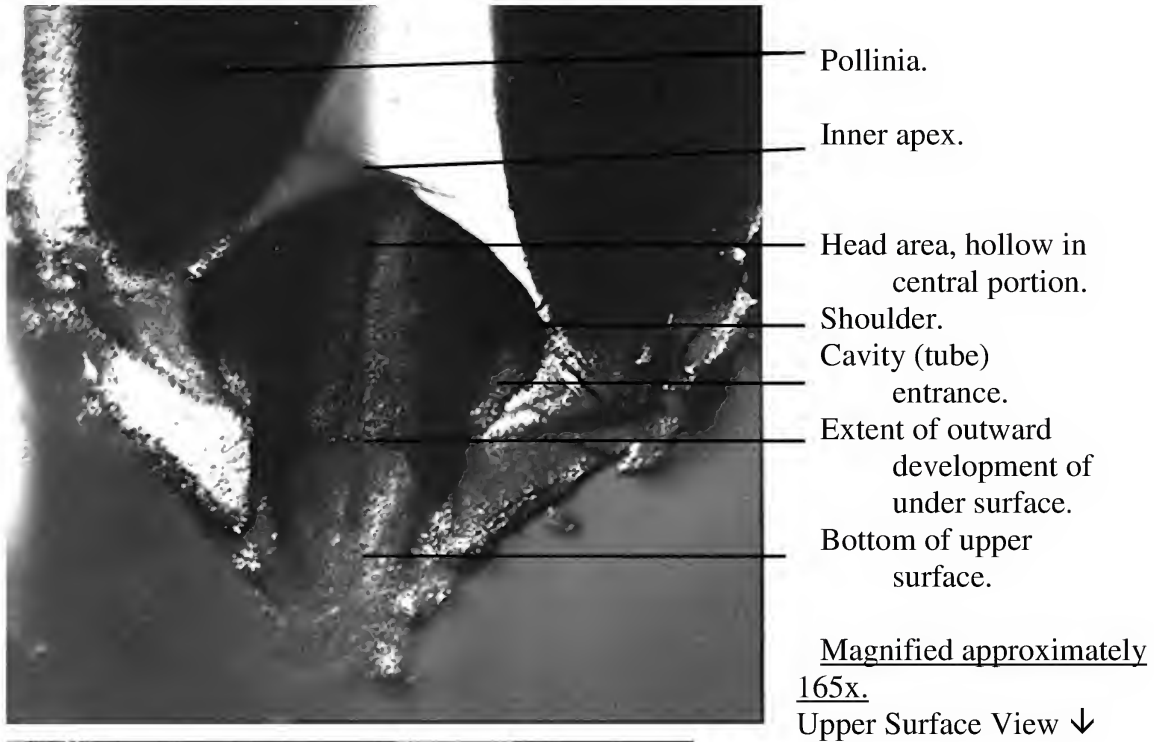 Pollinia.
Inner apex.
Head area, hollow in
central portion.
Shoulder.
Cavity (tube)
entrance.
Extent of outward
development of
under surface.
Bottom of upper
surface.
Magnified approximately
165x.
Upper Surface View ↓